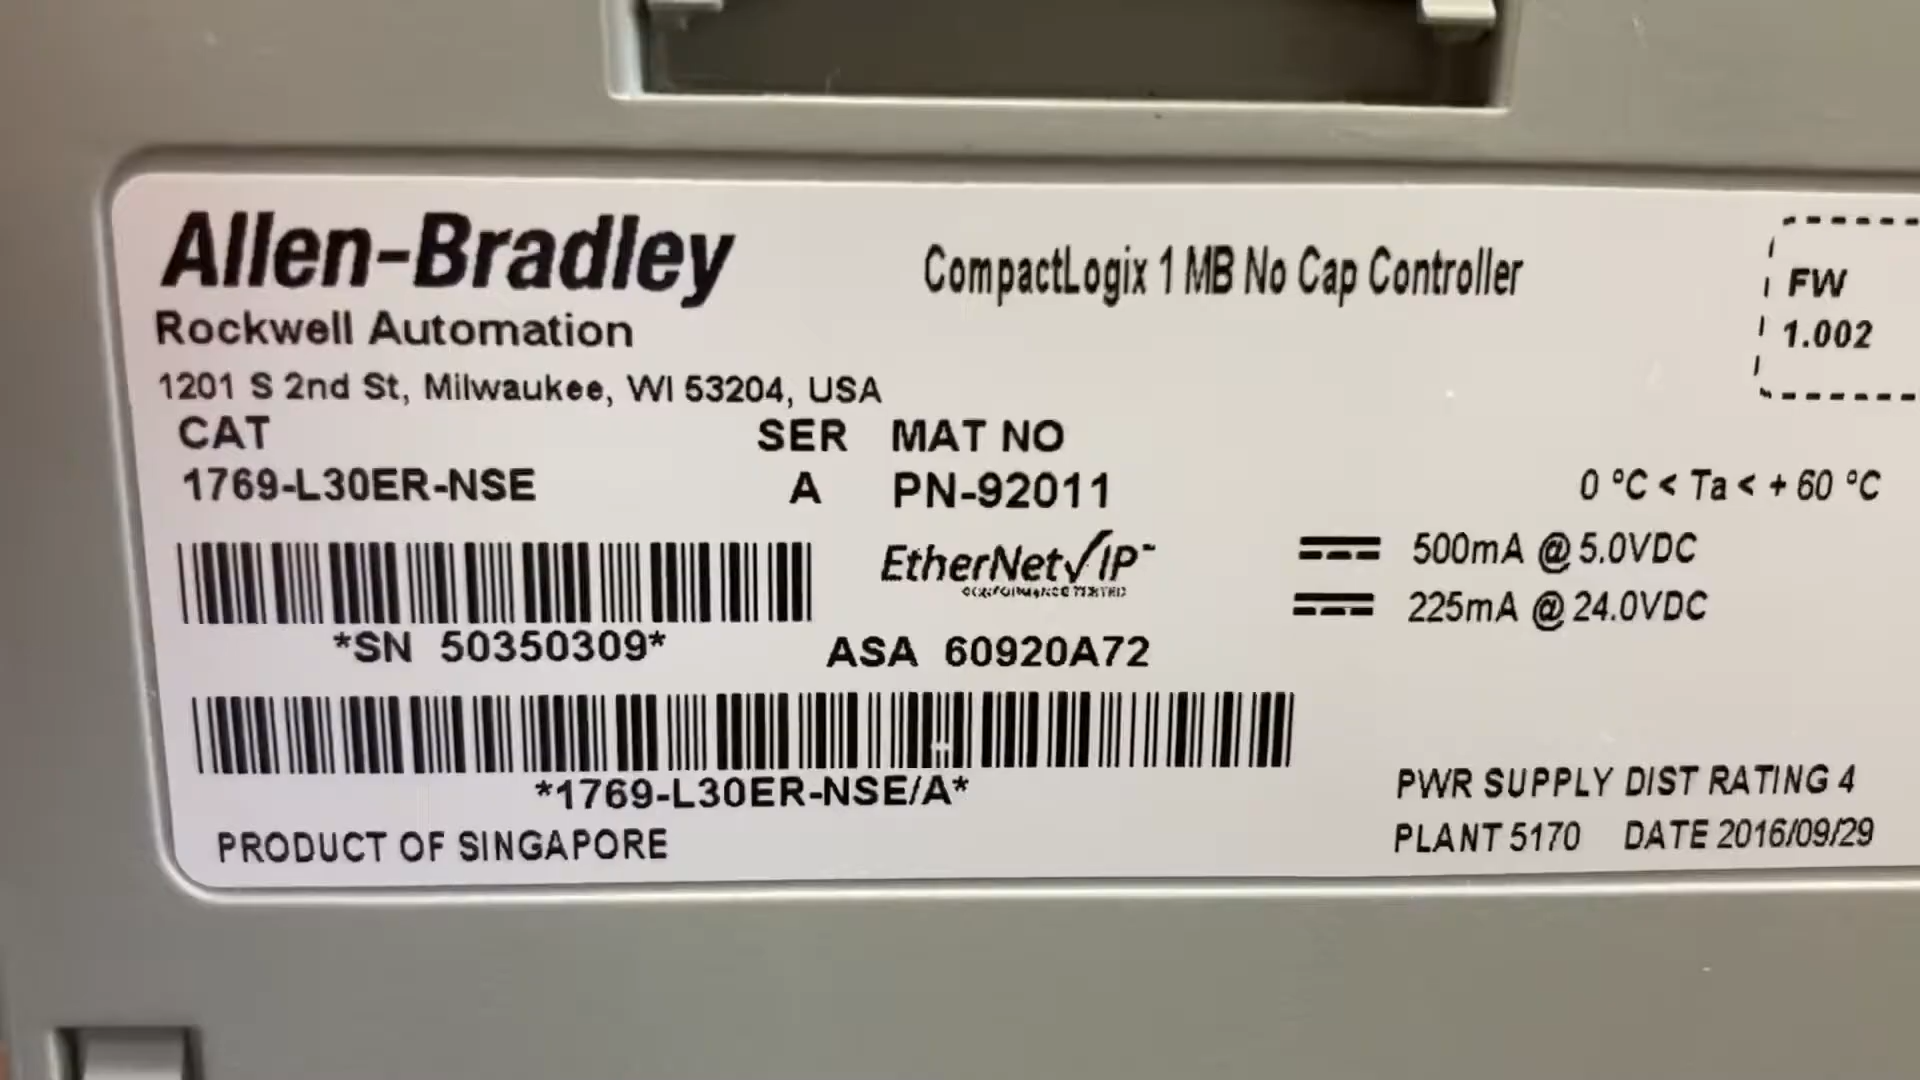 Allen-Bradley
Rockwell Automation
1201 S 2nd St, Milwaukee, WI 53204, USA
CompactLogix 1 MB No Cap Controller
FW
1.002
CAT SER MAT NO
1769-L30ER-NSE A PN-92011
0 °C < Ta < + 60 °C
EtherNet/IP™
500mA @ 5.0VDC
225mA @ 24.0VDC
*SN 50350309* ASA 60920A72
*1769-L30ER-NSE/A*
PRODUCT OF SINGAPORE
PWR SUPPLY DIST RATING 4
PLANT 5170 DATE 2016/09/29